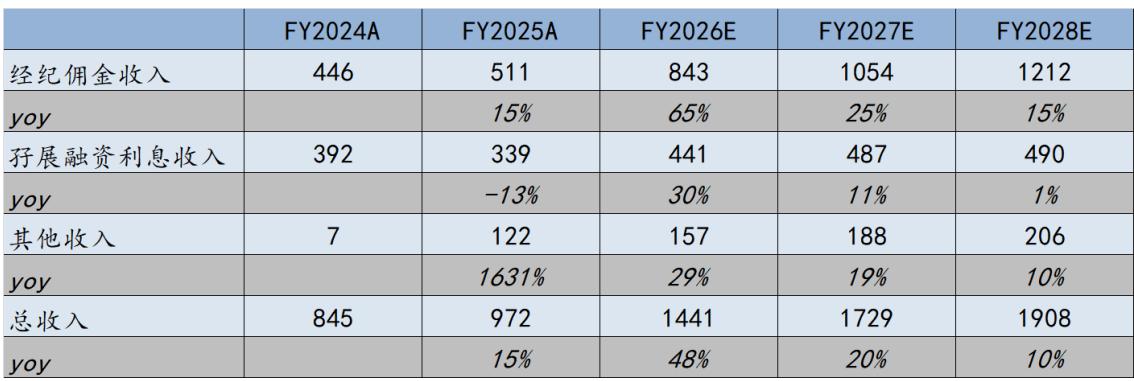 FY2024A FY2025A FY2026E FY2027E FY2028E
经纪佣金收入 446 511 843 1054 1212
yoy 15% 65% 25% 15%
孖展融资利息收入 392 339 441 487 490
yoy -13% 30% 11% 1%
其他收入 7 122 157 188 206
yoy 1631% 29% 19% 10%
总收入 845 972 1441 1729 1908
yoy 15% 48% 20% 10%